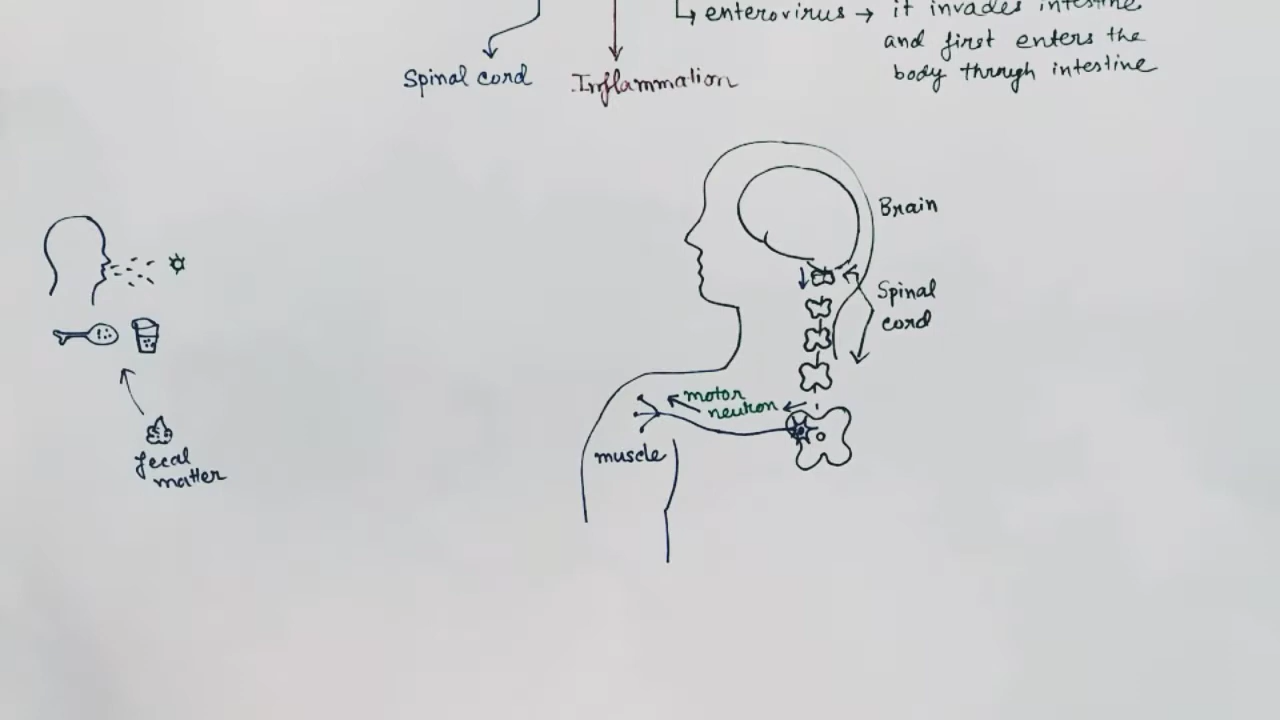 ↳ enterovirus → it invades intestine
and first enters the
body through intestine
Spinal cord
Inflammation
Brain
Spinal
cord
motor
neuron
muscle
fecal
matter